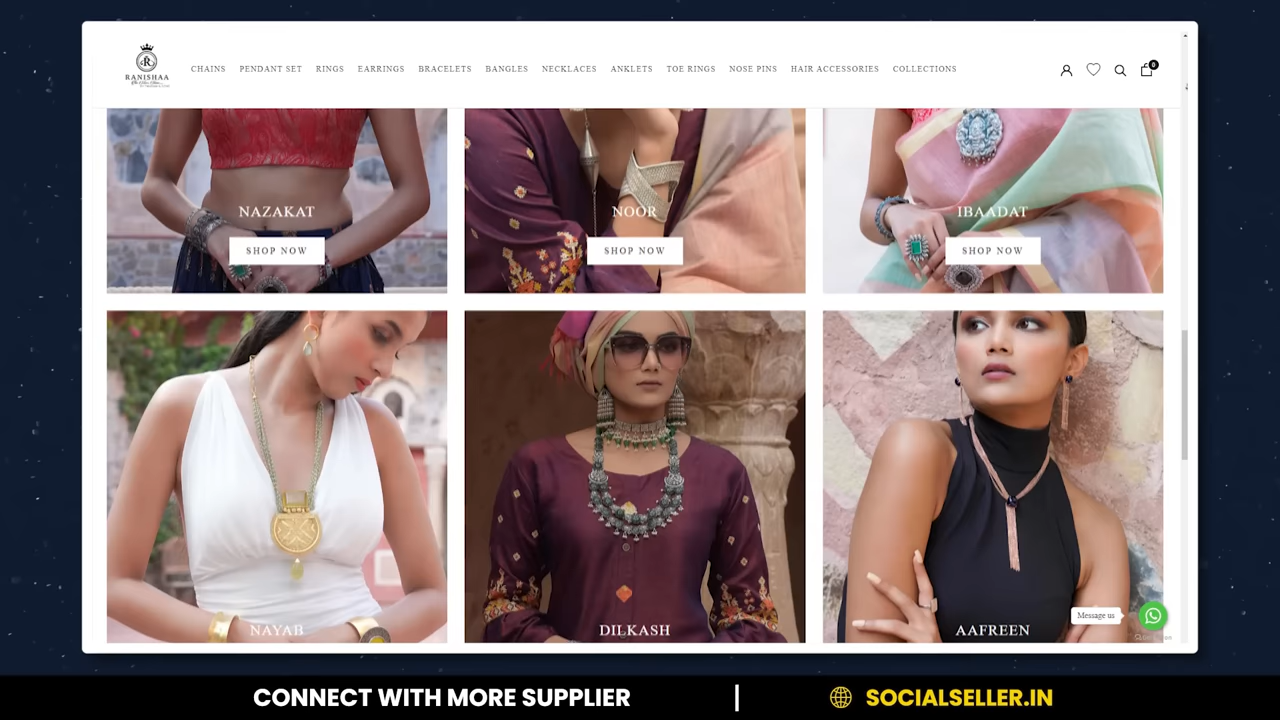 R
RANISHAA
CHAINS PENDANT SET RINGS EARRINGS BRACELETS BANGLES NECKLACES ANKLETS TOE RINGS NOSE PINS HAIR ACCESSORIES COLLECTIONS
0
NAZAKAT NOOR IBAADAT
SHOP NOW SHOP NOW SHOP NOW
Message us
NAYAB DILKASH AAFREEN
CONNECT WITH MORE SUPPLIER | SOCIALSELLER.IN